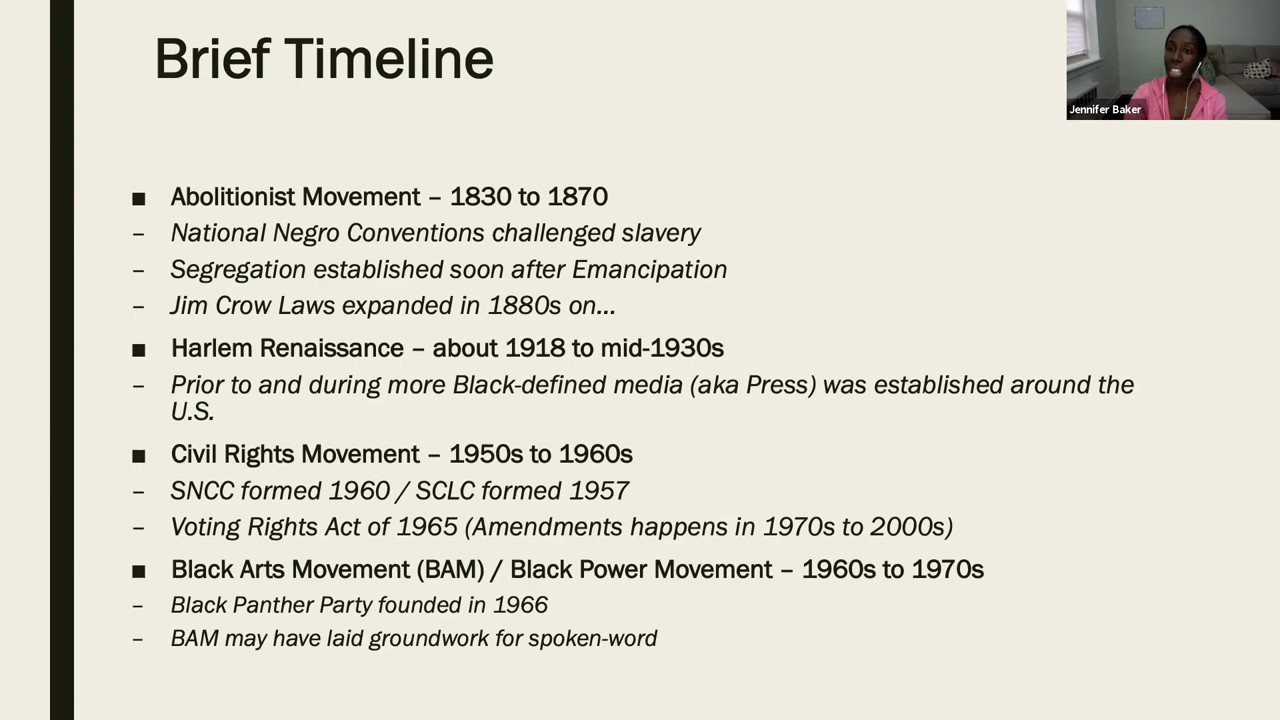 Brief Timeline
Jennifer Baker
■ Abolitionist Movement – 1830 to 1870
– National Negro Conventions challenged slavery
– Segregation established soon after Emancipation
– Jim Crow Laws expanded in 1880s on…
■ Harlem Renaissance – about 1918 to mid-1930s
– Prior to and during more Black-defined media (aka Press) was established around the
U.S.
■ Civil Rights Movement – 1950s to 1960s
– SNCC formed 1960 / SCLC formed 1957
– Voting Rights Act of 1965 (Amendments happens in 1970s to 2000s)
■ Black Arts Movement (BAM) / Black Power Movement – 1960s to 1970s
– Black Panther Party founded in 1966
– BAM may have laid groundwork for spoken-word